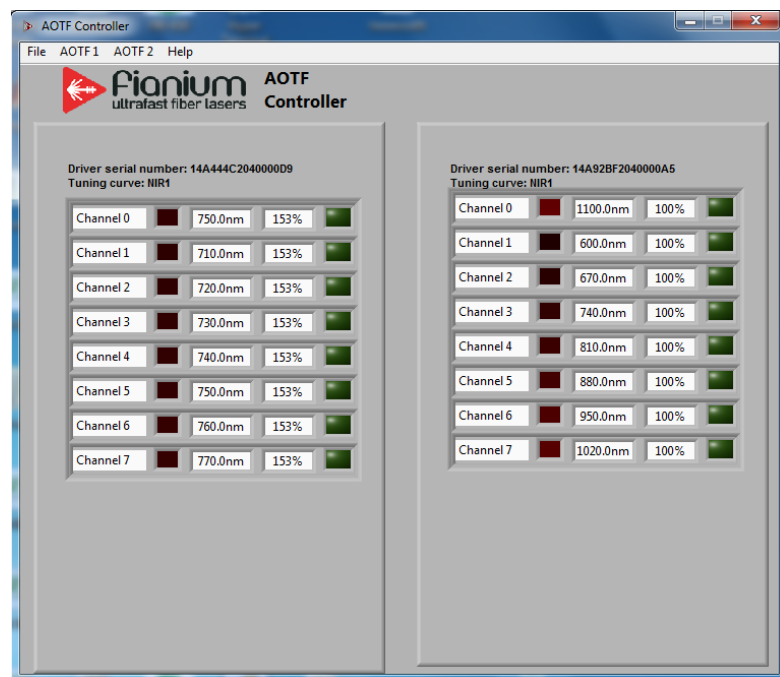 AOTF Controller
File AOTF 1 AOTF 2 Help
Fianium
ultrafast fiber lasers
AOTF
Controller
Driver serial number: 14A444C2040000D9
Tuning curve: NIR1
Channel 0 750.0nm 153%
Channel 1 710.0nm 153%
Channel 2 720.0nm 153%
Channel 3 730.0nm 153%
Channel 4 740.0nm 153%
Channel 5 750.0nm 153%
Channel 6 760.0nm 153%
Channel 7 770.0nm 153%
Driver serial number: 14A92BF2040000A5
Tuning curve: NIR1
Channel 0 1100.0nm 100%
Channel 1 600.0nm 100%
Channel 2 670.0nm 100%
Channel 3 740.0nm 100%
Channel 4 810.0nm 100%
Channel 5 880.0nm 100%
Channel 6 950.0nm 100%
Channel 7 1020.0nm 100%